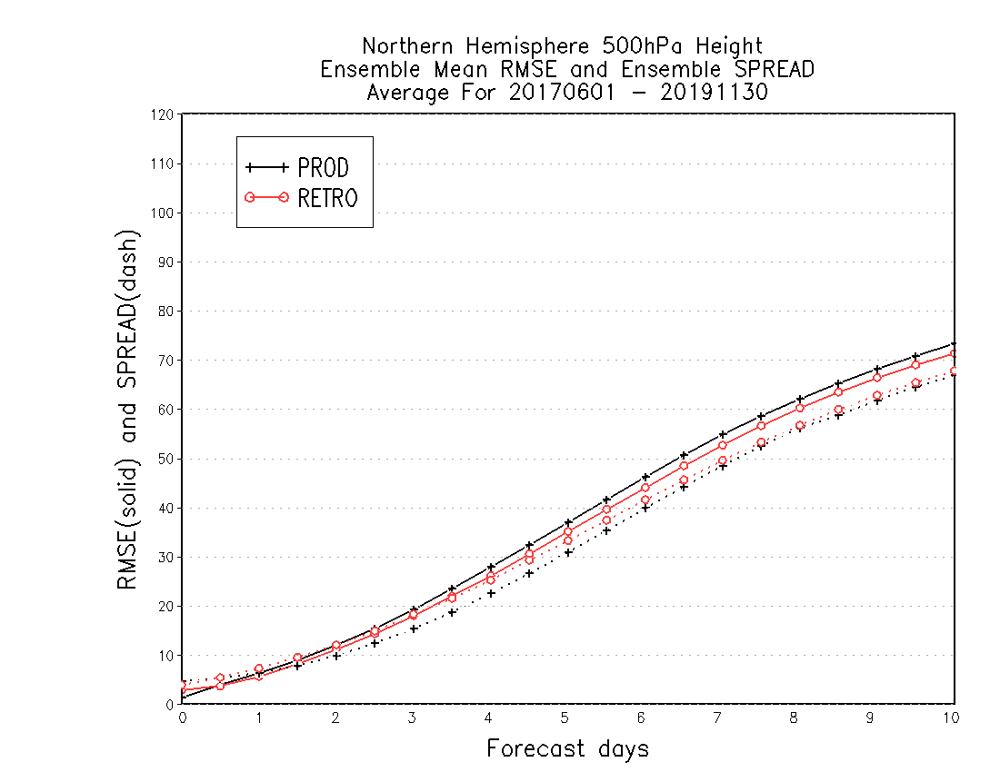 Northern Hemisphere 500hPa Height
Ensemble Mean RMSE and Ensemble SPREAD
Average For 20170601 - 20191130
120
110
100
90
80
70
60
50
40
30
20
10
0
PROD
RETRO
RMSE(solid) and SPREAD(dash)
0 1 2 3 4 5 6 7 8 9 10
Forecast days